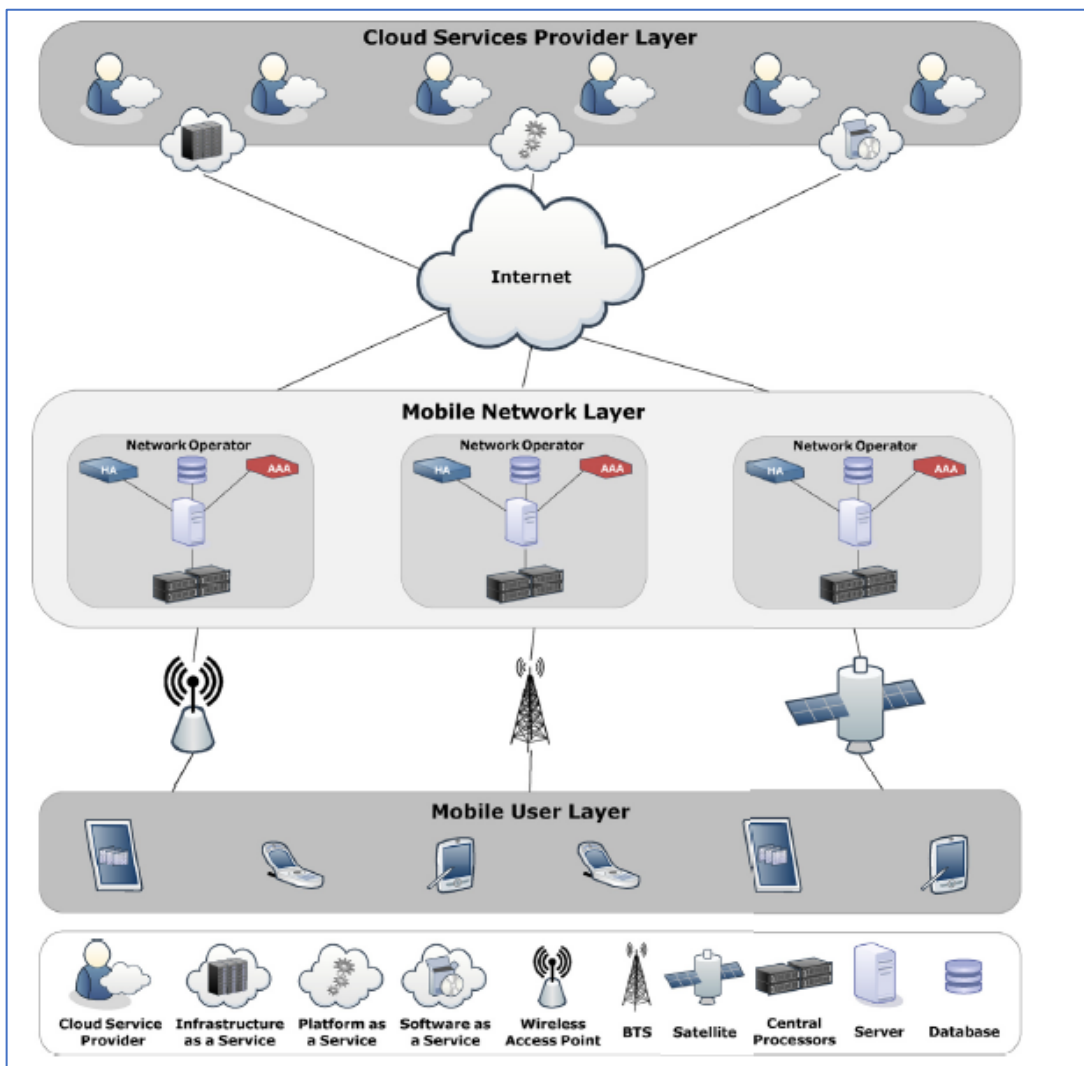 Cloud Services Provider Layer
Internet
Mobile Network Layer
Network Operator
HA
AAA
Network Operator
HA
AAA
Network Operator
HA
AAA
Mobile User Layer
Cloud Service
Provider
Infrastructure
as a Service
Platform as
a Service
Software as
a Service
Wireless
Access Point
BTS
Satellite
Central
Processors
Server
Database